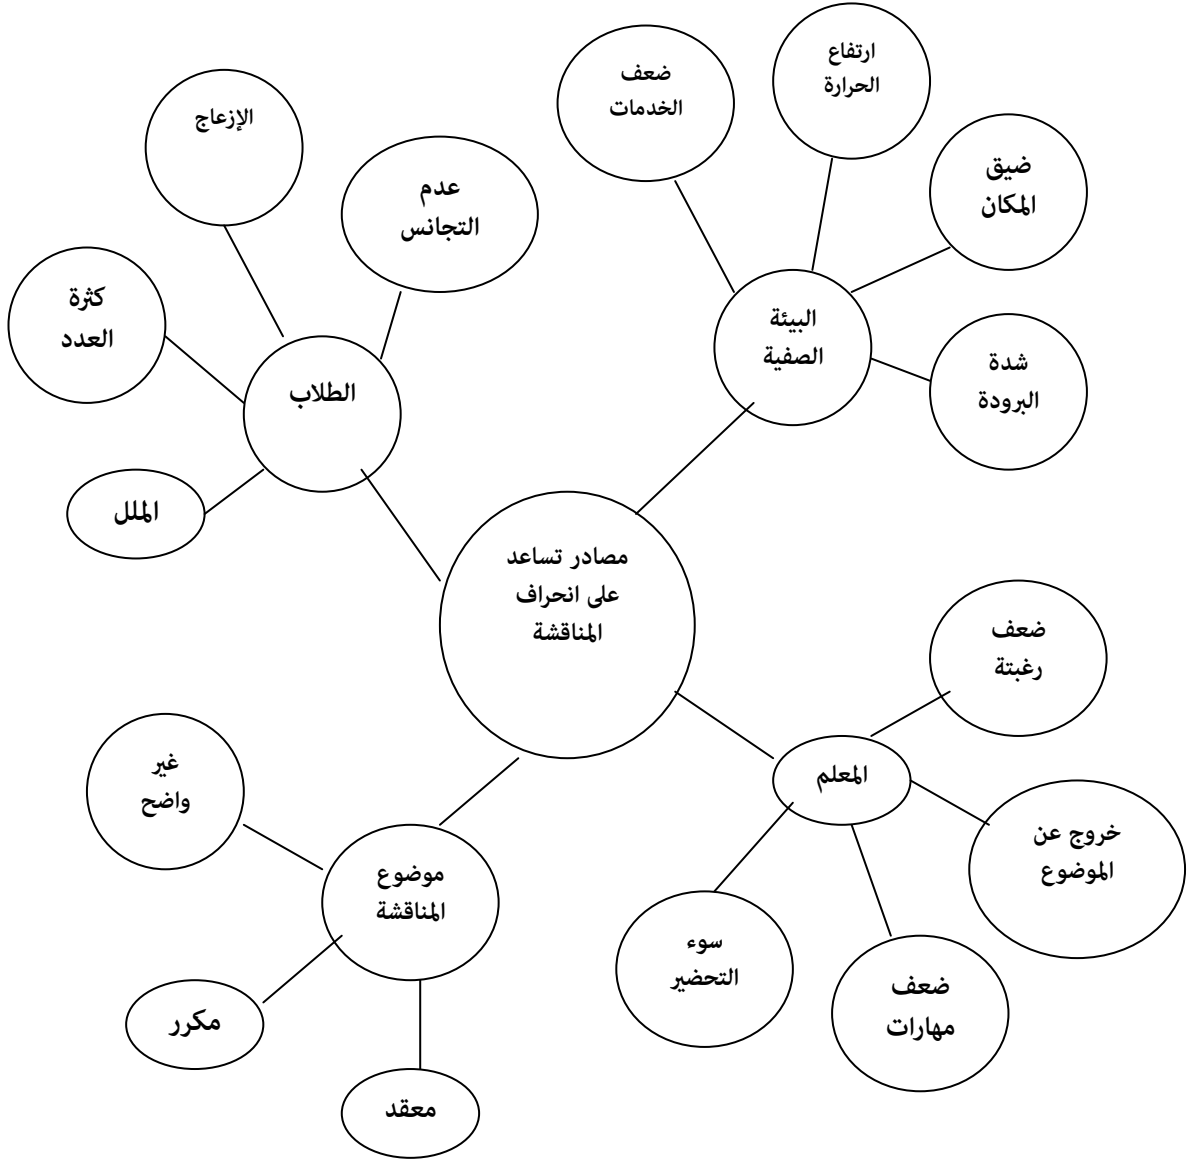 مصادر تساعد
على انحراف
المناقشة
البيئة
الصفية
ضعف
الخدمات
ارتفاع
الحرارة
ضيق
المكان
شدة
البرودة
الطلاب
عدم
التجانس
الإزعاج
كثرة
العدد
الملل
المعلم
ضعف
رغبتة
خروج عن
الموضوع
ضعف
مهارات
سوء
التحضير
موضوع
المناقشة
غير
واضح
مكرر
معقد